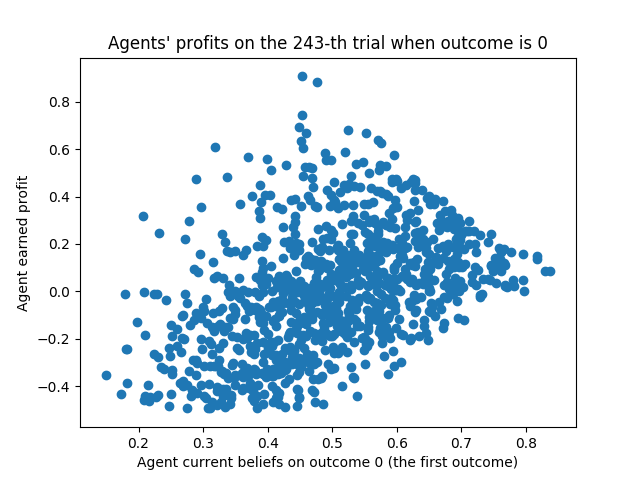 Agents' profits on the 243-th trial when outcome is 0
Agent earned profit
0.8
0.6
0.4
0.2
0.0
−0.2
−0.4
0.2 0.3 0.4 0.5 0.6 0.7 0.8
Agent current beliefs on outcome 0 (the first outcome)